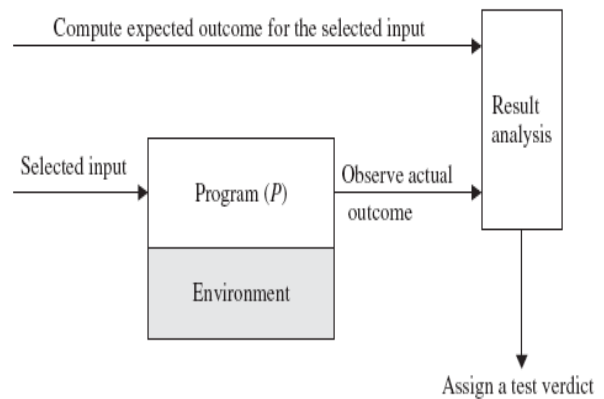 Compute expected outcome for the selected input
Result
analysis
Selected input
Program (P)
Observe actual
outcome
Environment
Assign a test verdict